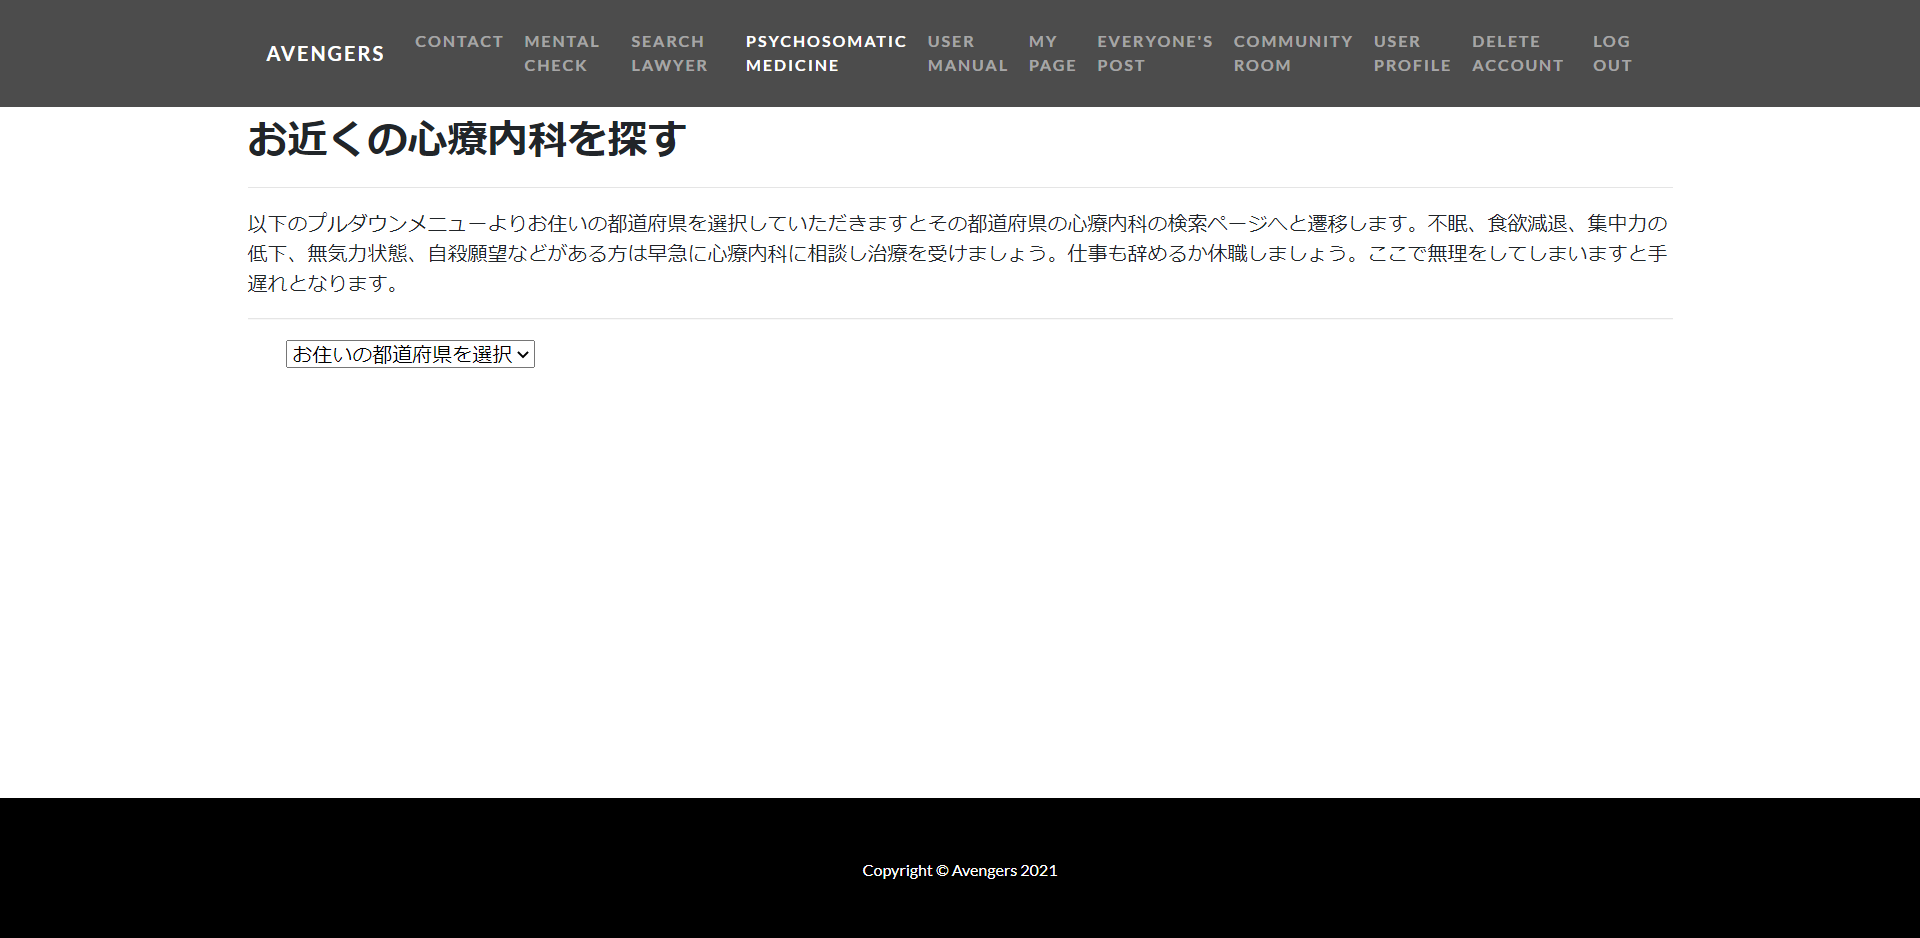 AVENGERS
CONTACT
MENTAL
CHECK
SEARCH
LAWYER
PSYCHOSOMATIC
MEDICINE
USER
MANUAL
MY
PAGE
EVERYONE'S
POST
COMMUNITY
ROOM
USER
PROFILE
DELETE
ACCOUNT
LOG
OUT
お近くの心療内科を探す
以下のプルダウンメニューよりお住いの都道府県を選択していただきますとその都道府県の心療内科の検索ページへと遷移します。不眠、食欲減退、集中力の
低下、無気力状態、自殺願望などがある方は早急に心療内科に相談し治療を受けましょう。仕事も辞めるか休職しましょう。ここで無理をしてしまいますと手
遅れとなります。
お住いの都道府県を選択
Copyright © Avengers 2021